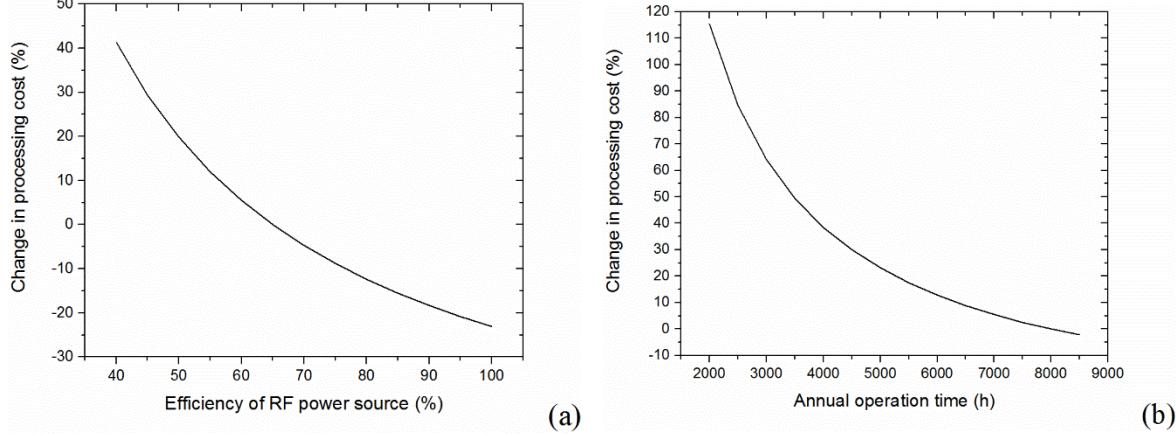 50
40
30
20
10
0
-10
-20
-30
Change in processing cost (%)
40 50 60 70 80 90 100
Efficiency of RF power source (%)
(a)
120
110
100
90
80
70
60
50
40
30
20
10
0
-10
Change in processing cost (%)
2000 3000 4000 5000 6000 7000 8000 9000
Annual operation time (h)
(b)